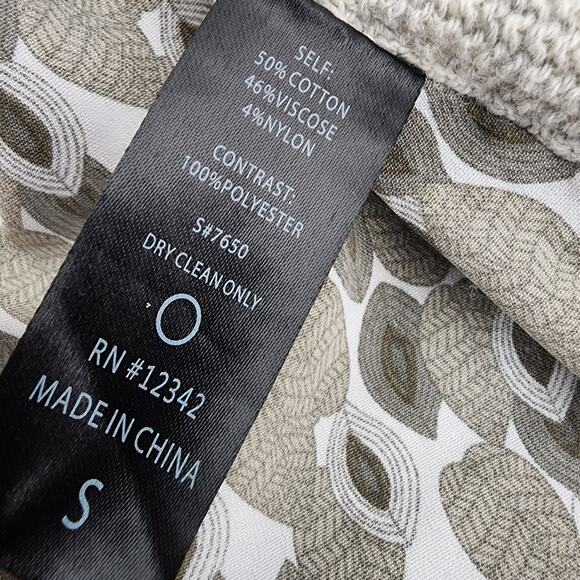 SELF:
50% COTTON
46%VISCOSE
4%NYLON
CONTRAST:
100%POLYESTER
S#7650
DRY CLEAN ONLY
RN #12342
MADE IN CHINA
S